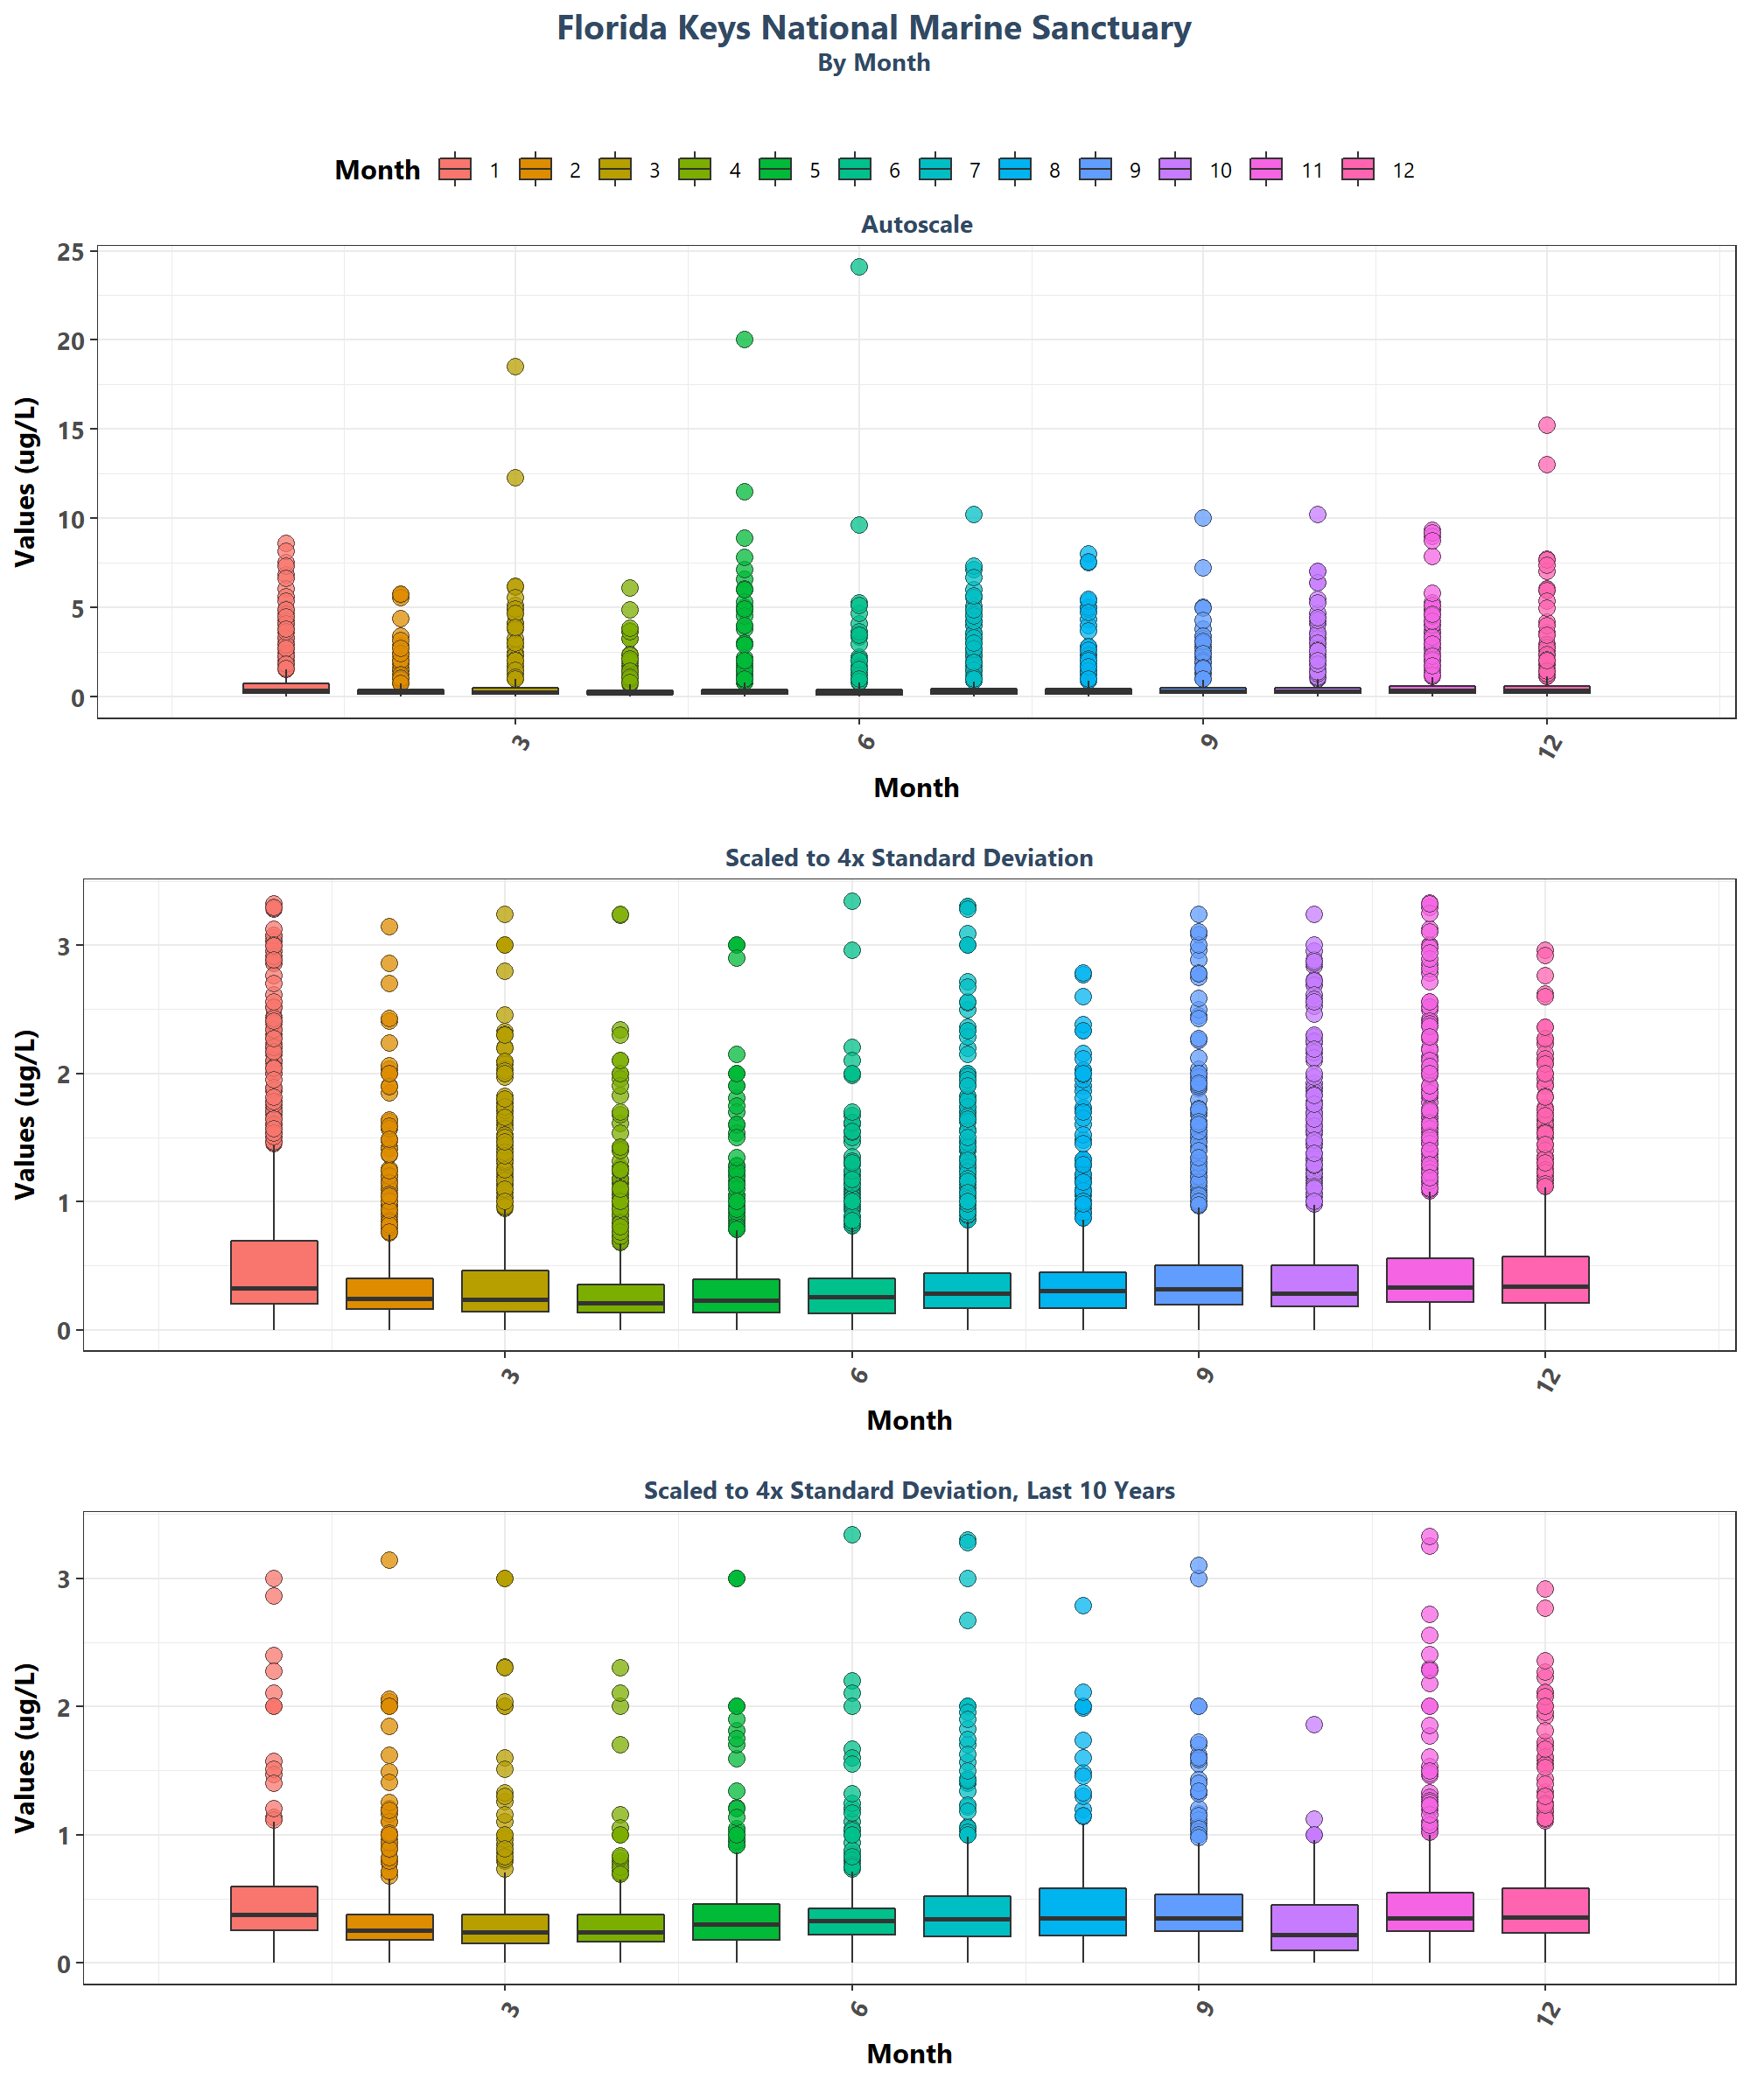 Florida Keys National Marine Sanctuary
By Month
Month 1 2 3 4 5 6 7 8 9 10 11 12
Autoscale
Values (ug/L)
25
20
15
10
5
0
3 6 9 12
Month
Scaled to 4x Standard Deviation
Values (ug/L)
3
2
1
0
3 6 9 12
Month
Scaled to 4x Standard Deviation, Last 10 Years
Values (ug/L)
3
2
1
0
3 6 9 12
Month